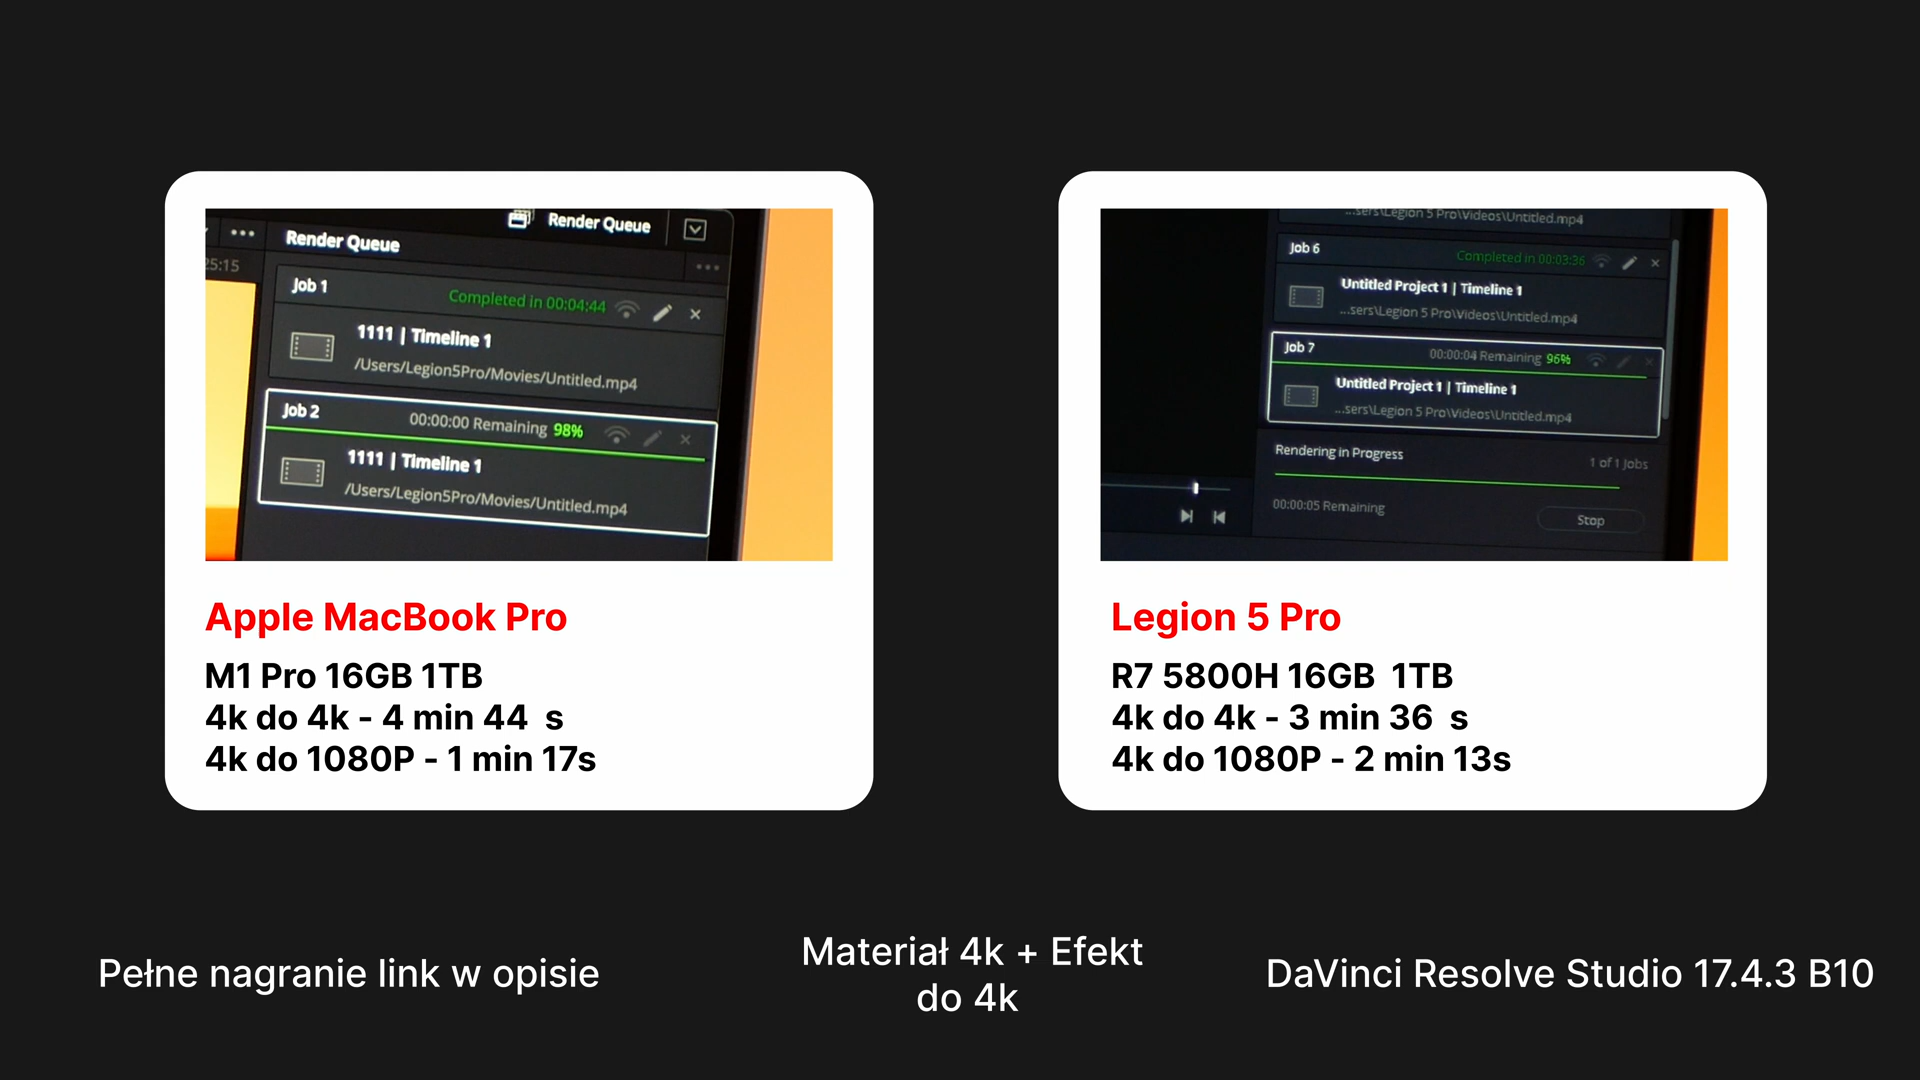 Render Queue
Render Queue
25:15
Job 1
Completed in 00:04:44
1111 | Timeline 1
/Users/Legion5Pro/Movies/Untitled.mp4
Job 2
00:00:00 Remaining 98%
1111 | Timeline 1
/Users/Legion5Pro/Movies/Untitled.mp4
Apple MacBook Pro
M1 Pro 16GB 1TB
4k do 4k - 4 min 44 s
4k do 1080P - 1 min 17s
...sers\Legion 5 Pro\Videos\Untitled.mp4
Job 6
Completed in 00:03:36
Untitled Project 1 | Timeline 1
...sers\Legion 5 Pro\Videos\Untitled.mp4
Job 7
00:00:04 Remaining 96%
Untitled Project 1 | Timeline 1
...sers\Legion 5 Pro\Videos\Untitled.mp4
Rendering in Progress
1 of 1 Jobs
00:00:05 Remaining
Stop
Legion 5 Pro
R7 5800H 16GB 1TB
4k do 4k - 3 min 36 s
4k do 1080P - 2 min 13s
Pełne nagranie link w opisie
Materiał 4k + Efekt
do 4k
DaVinci Resolve Studio 17.4.3 B10